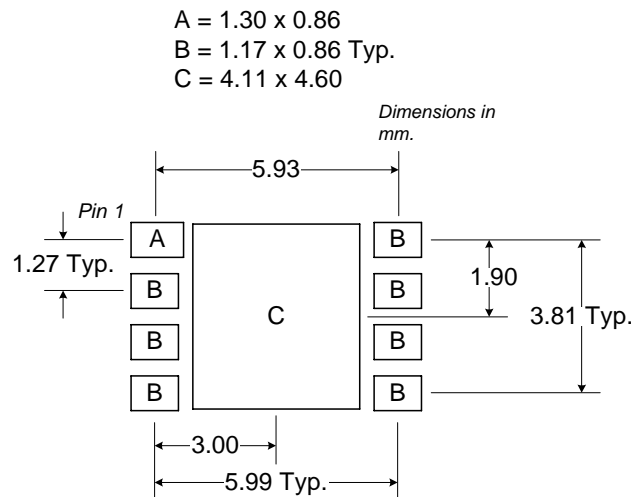 A = 1.30 x 0.86
B = 1.17 x 0.86 Typ.
C = 4.11 x 4.60
Dimensions in
mm.
5.93
Pin 1
A
B
1.27 Typ.
B
B
1.90
C
3.81 Typ.
B
B
B
B
3.00
5.99 Typ.